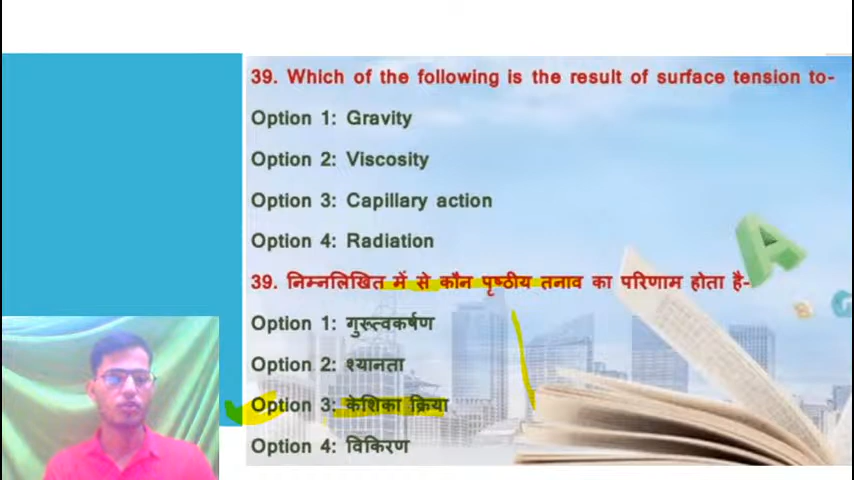 39. Which of the following is the result of surface tension to-
Option 1: Gravity
Option 2: Viscosity
Option 3: Capillary action
Option 4: Radiation
39. निम्नलिखित में से कौन पृष्ठीय तनाव का परिणाम होता है-
Option 1: गुरूत्वकर्षण
Option 2: श्यानता
Option 3: केशिका क्रिया
Option 4: विकिरण
A